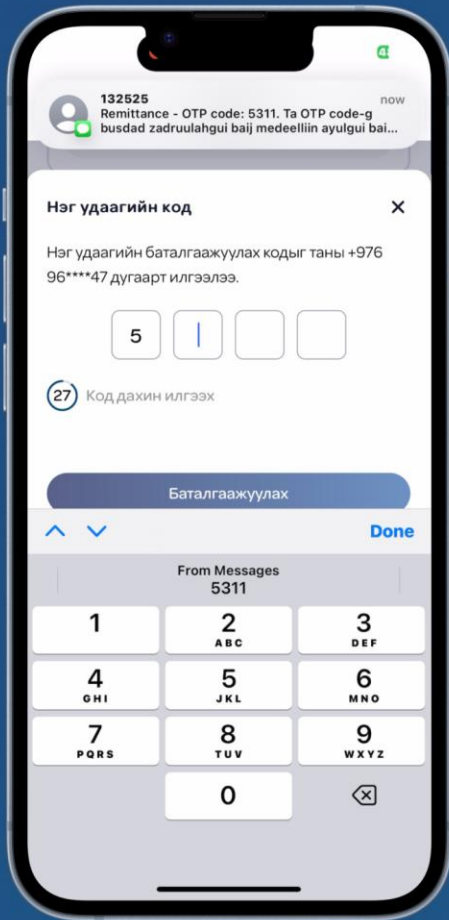 132525
now
Remittance - OTP code: 5311. Ta OTP code-g
busdad zadruulahgui baij medeelliin ayulgui bai...
Нэг удаагийн код
Нэг удаагийн баталгаажуулах кодыг таны +976
96****47 дугаарт илгээлээ.
5
27 Код дахин илгээх
Баталгаажуулах
Done
From Messages
5311
1
2
ABC
3
DEF
4
GHI
5
JKL
6
MNO
7
PQRS
8
TUV
9
WXYZ
0